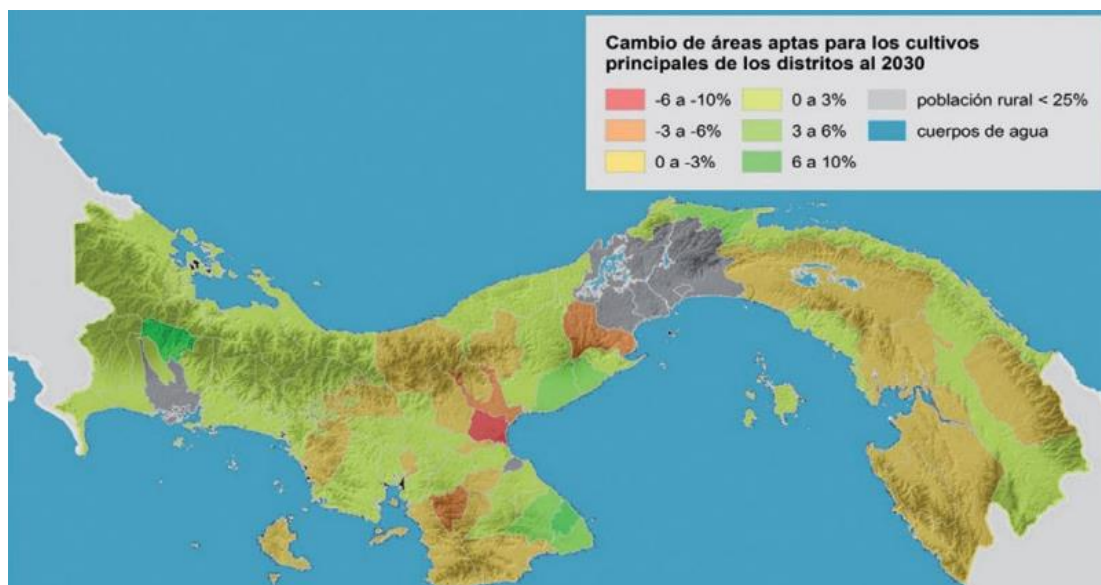 Cambio de áreas aptas para los cultivos
principales de los distritos al 2030
-6 a -10%
-3 a -6%
0 a -3%
0 a 3%
3 a 6%
6 a 10%
población rural < 25%
cuerpos de agua